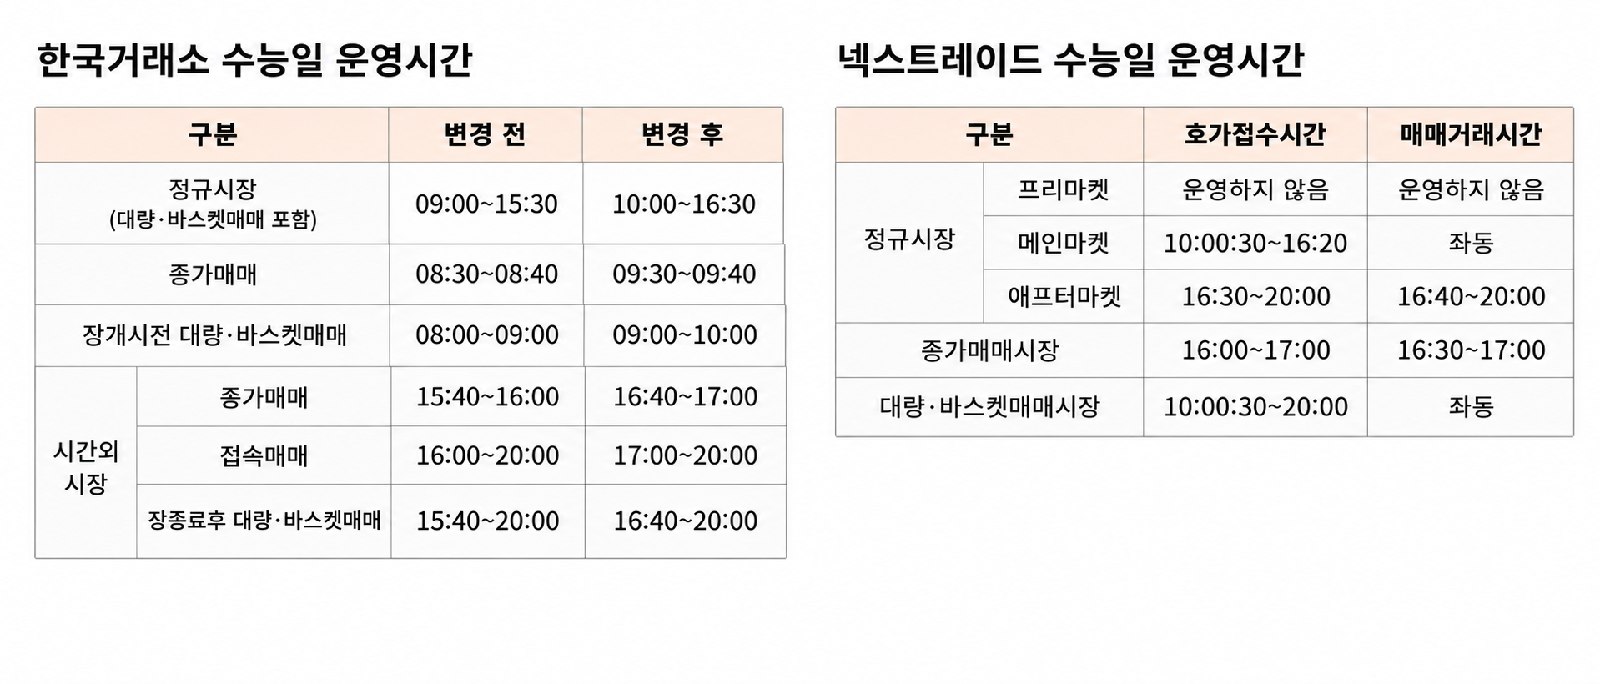 한국거래소 수능일 운영시간
구분 변경 전 변경 후
정규시장
(대량·바스켓매매 포함) 09:00~15:30 10:00~16:30
종가매매 08:30~08:40 09:30~09:40
장개시전 대량·바스켓매매 08:00~09:00 09:00~10:00
시간외
시장
종가매매 15:40~16:00 16:40~17:00
접속매매 16:00~20:00 17:00~20:00
장종료후 대량·바스켓매매 15:40~20:00 16:40~20:00
넥스트레이드 수능일 운영시간
구분 호가접수시간 매매거래시간
정규시장
프리마켓 운영하지 않음 운영하지 않음
메인마켓 10:00:30~16:20 좌동
애프터마켓 16:30~20:00 16:40~20:00
종가매매시장 16:00~17:00 16:30~17:00
대량·바스켓매매시장 10:00:30~20:00 좌동